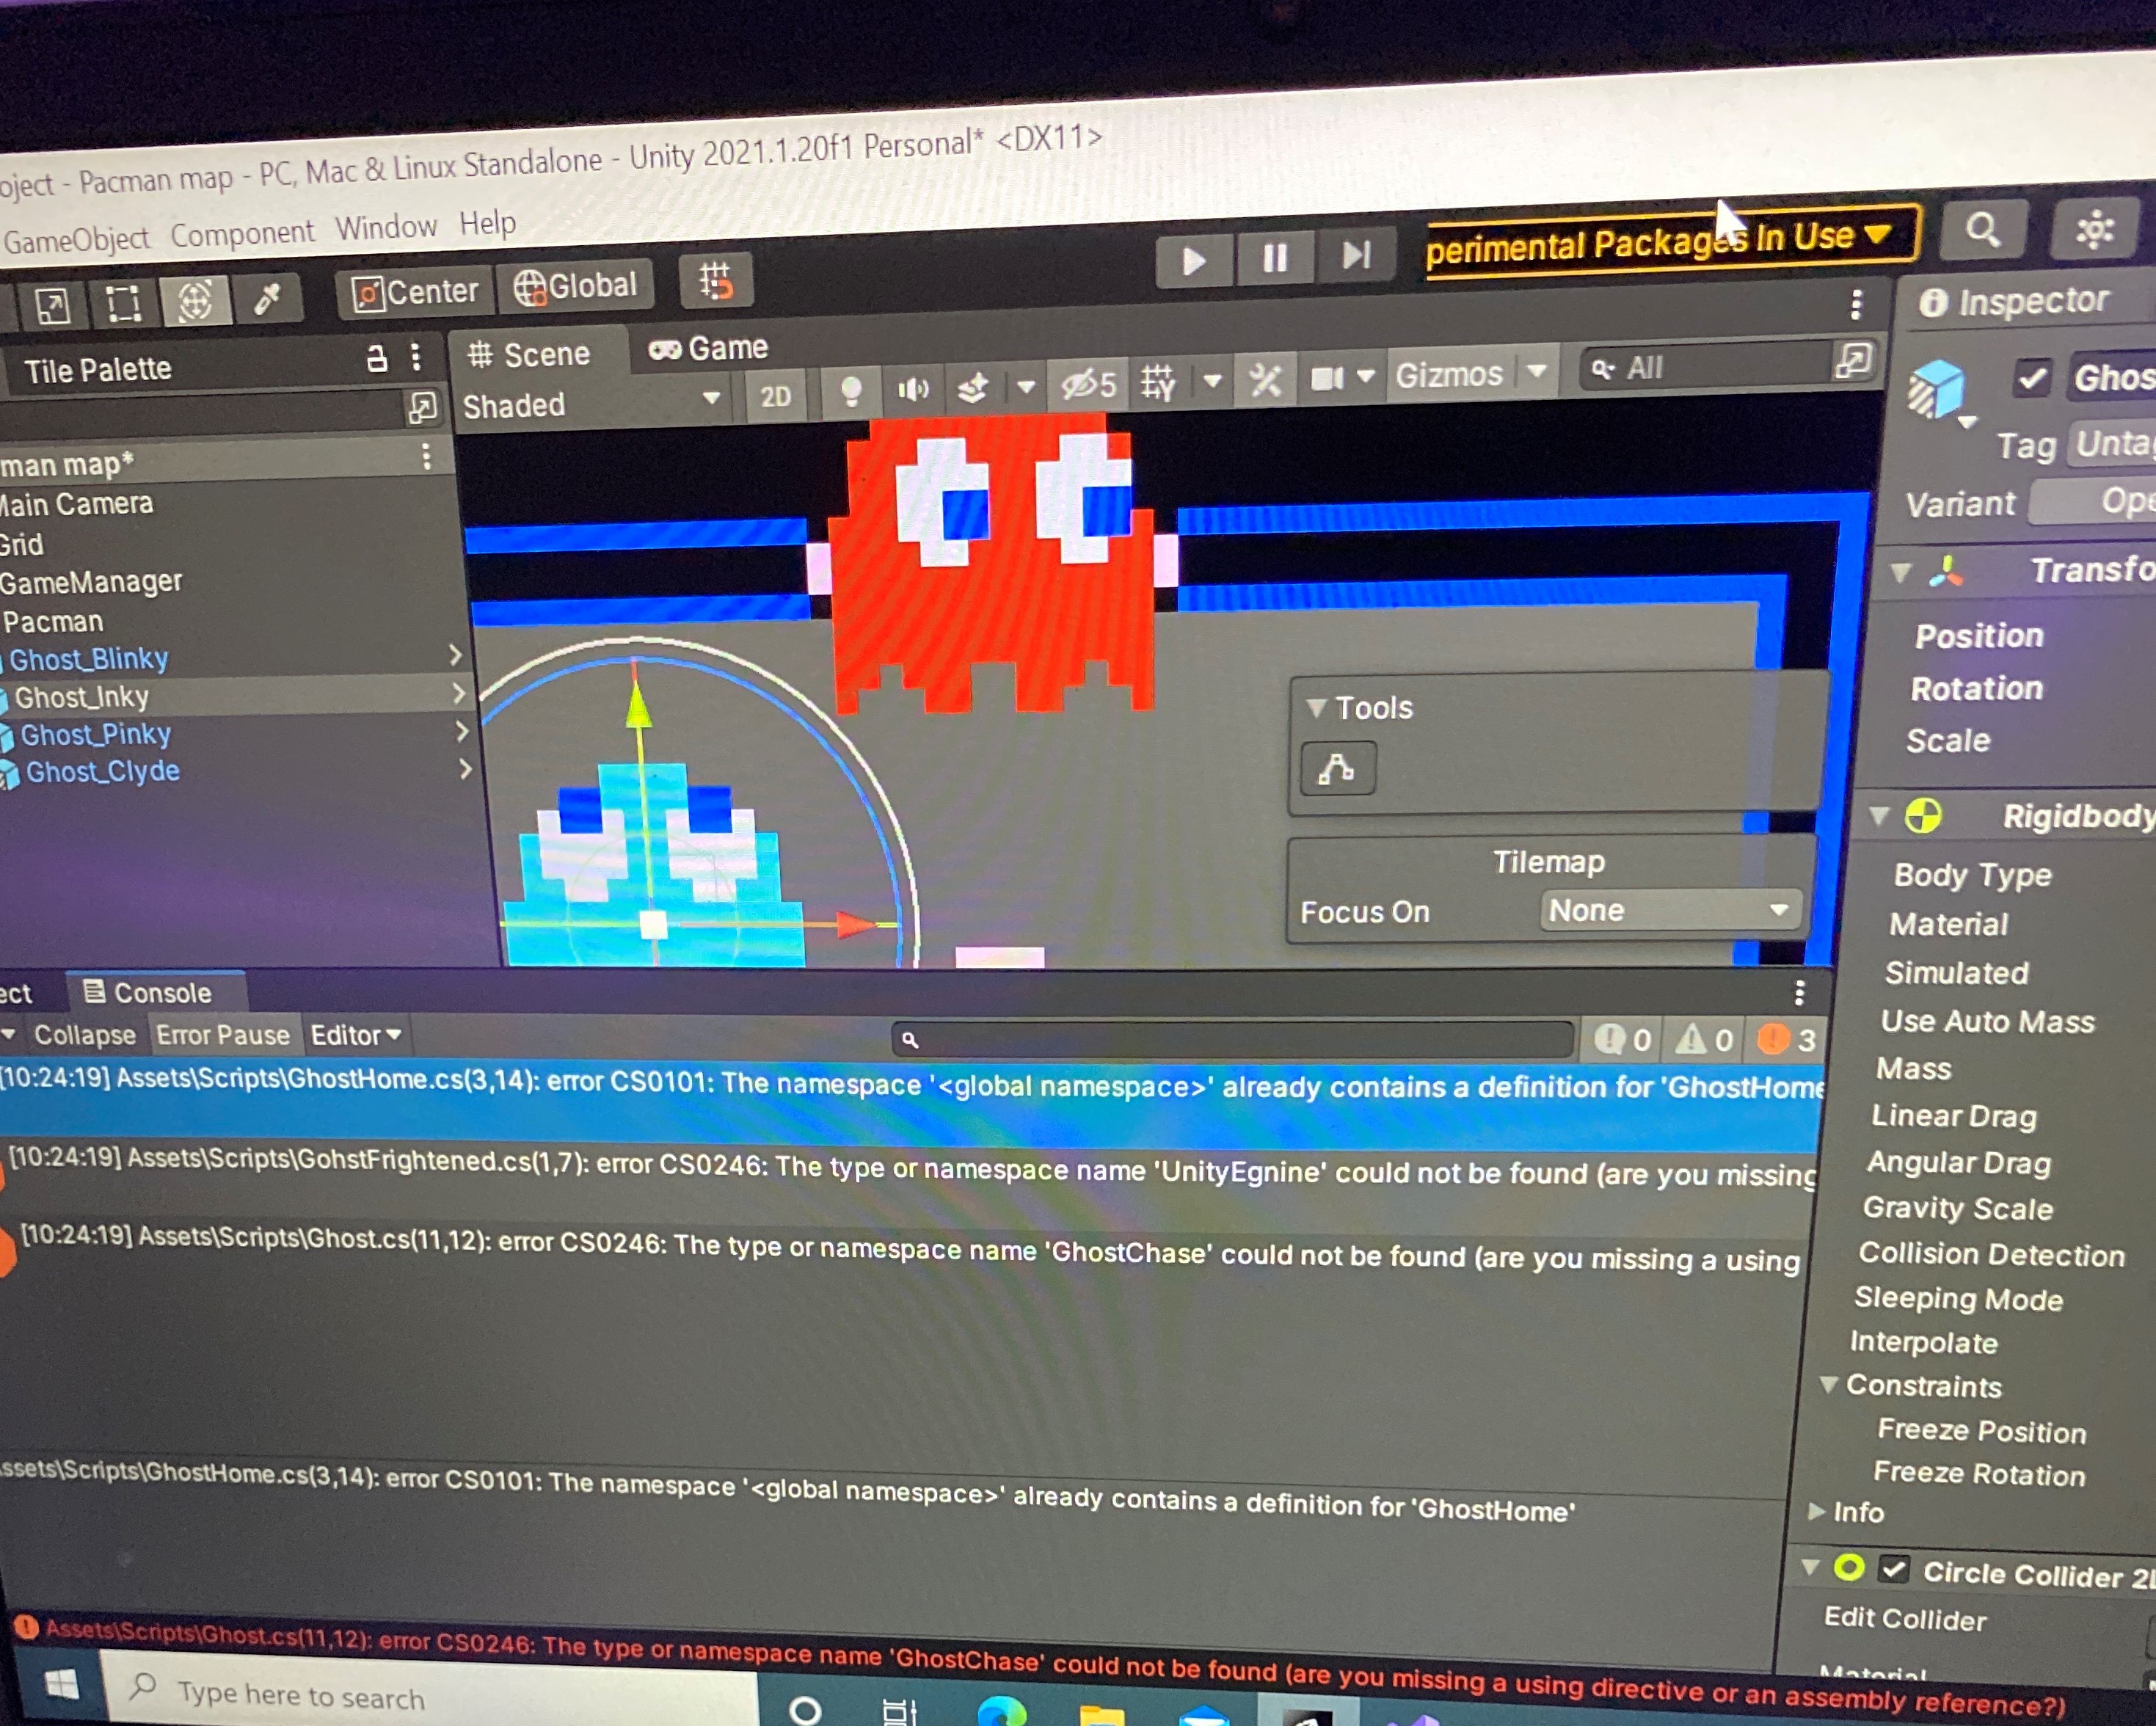 oject - Pacman map - PC, Mac & Linux Standalone - Unity 2021.1.20f1 Personal* <DX11>
GameObject Component Window Help
Center Global
perimental Packages In Use
Tile Palette
Scene
Game
Inspector
Shaded
2D
5
Gizmos
All
man map*
Main Camera
Grid
GameManager
Pacman
Ghost_Blinky
Ghost_Inky
Ghost_Pinky
Ghost_Clyde
Tools
Tilemap
Focus On None
Ghos
Tag Unta
Variant Ope
Transfo
Position
Rotation
Scale
Rigidbody
Body Type
Material
Simulated
Use Auto Mass
Mass
Linear Drag
Angular Drag
Gravity Scale
Collision Detection
Sleeping Mode
Interpolate
Constraints
Freeze Position
Freeze Rotation
Info
Circle Collider 2
Edit Collider
Material
ect Console
Collapse Error Pause Editor 0 0 3
[10:24:19] Assets\Scripts\GhostHome.cs(3,14): error CS0101: The namespace '<global namespace>' already contains a definition for 'GhostHome
[10:24:19] Assets\Scripts\GohstFrightened.cs(1,7): error CS0246: The type or namespace name 'UnityEgnine' could not be found (are you missing
[10:24:19] Assets\Scripts\Ghost.cs(11,12): error CS0246: The type or namespace name 'GhostChase' could not be found (are you missing a using
ssets\Scripts\GhostHome.cs(3,14): error CS0101: The namespace '<global namespace>' already contains a definition for 'GhostHome'
Assets\Scripts\Ghost.cs(11,12): error CS0246: The type or namespace name 'GhostChase' could not be found (are you missing a using directive or an assembly reference?)
Type here to search